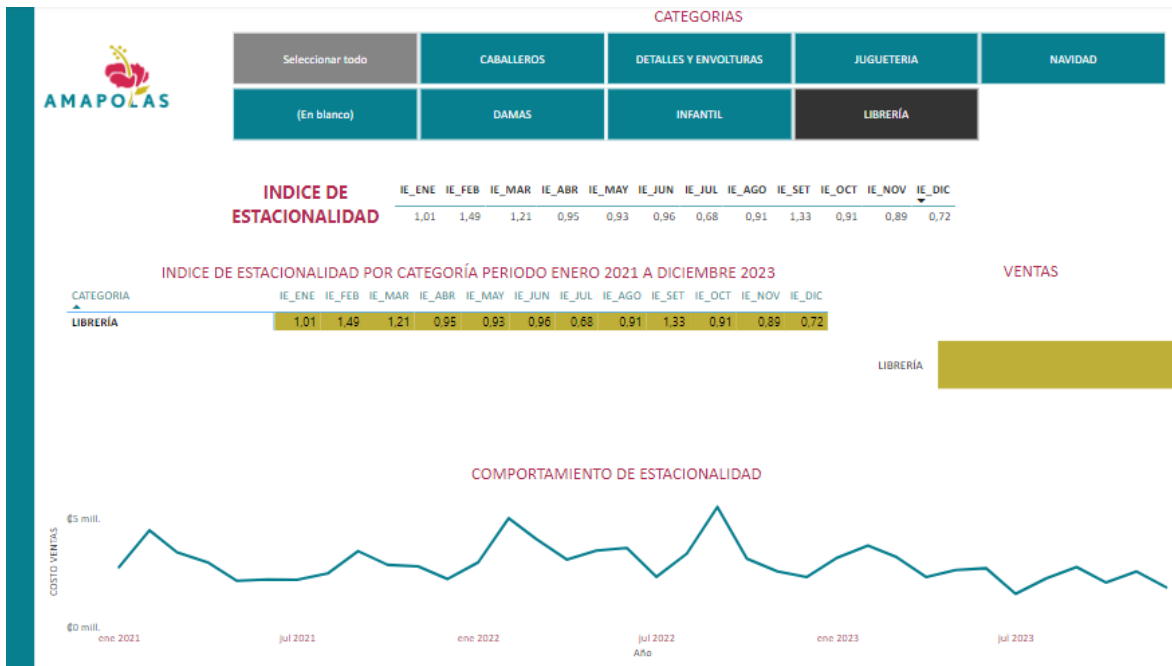 CATEGORIAS
Seleccionar todo
CABALLEROS
DETALLES Y ENVOLTURAS
JUGUETERIA
NAVIDAD
AMAPOLAS
(En blanco)
DAMAS
INFANTIL
LIBRERÍA
INDICE DE
ESTACIONALIDAD
IE_ENE IE_FEB IE_MAR IE_ABR IE_MAY IE_JUN IE_JUL IE_AGO IE_SET IE_OCT IE_NOV IE_DIC
1,01 1,49 1,21 0,95 0,93 0,96 0,68 0,91 1,33 0,91 0,89 0,72
INDICE DE ESTACIONALIDAD POR CATEGORÍA PERIODO ENERO 2021 A DICIEMBRE 2023
CATEGORIA IE_ENE IE_FEB IE_MAR IE_ABR IE_MAY IE_JUN IE_JUL IE_AGO IE_SET IE_OCT IE_NOV IE_DIC
LIBRERÍA 1,01 1,49 1,21 0,95 0,93 0,96 0,68 0,91 1,33 0,91 0,89 0,72
VENTAS
LIBRERÍA
COMPORTAMIENTO DE ESTACIONALIDAD
COSTO VENTAS
₡5 mill.
₡0 mill.
ene 2021 jul 2021 ene 2022 jul 2022 ene 2023 jul 2023
Año